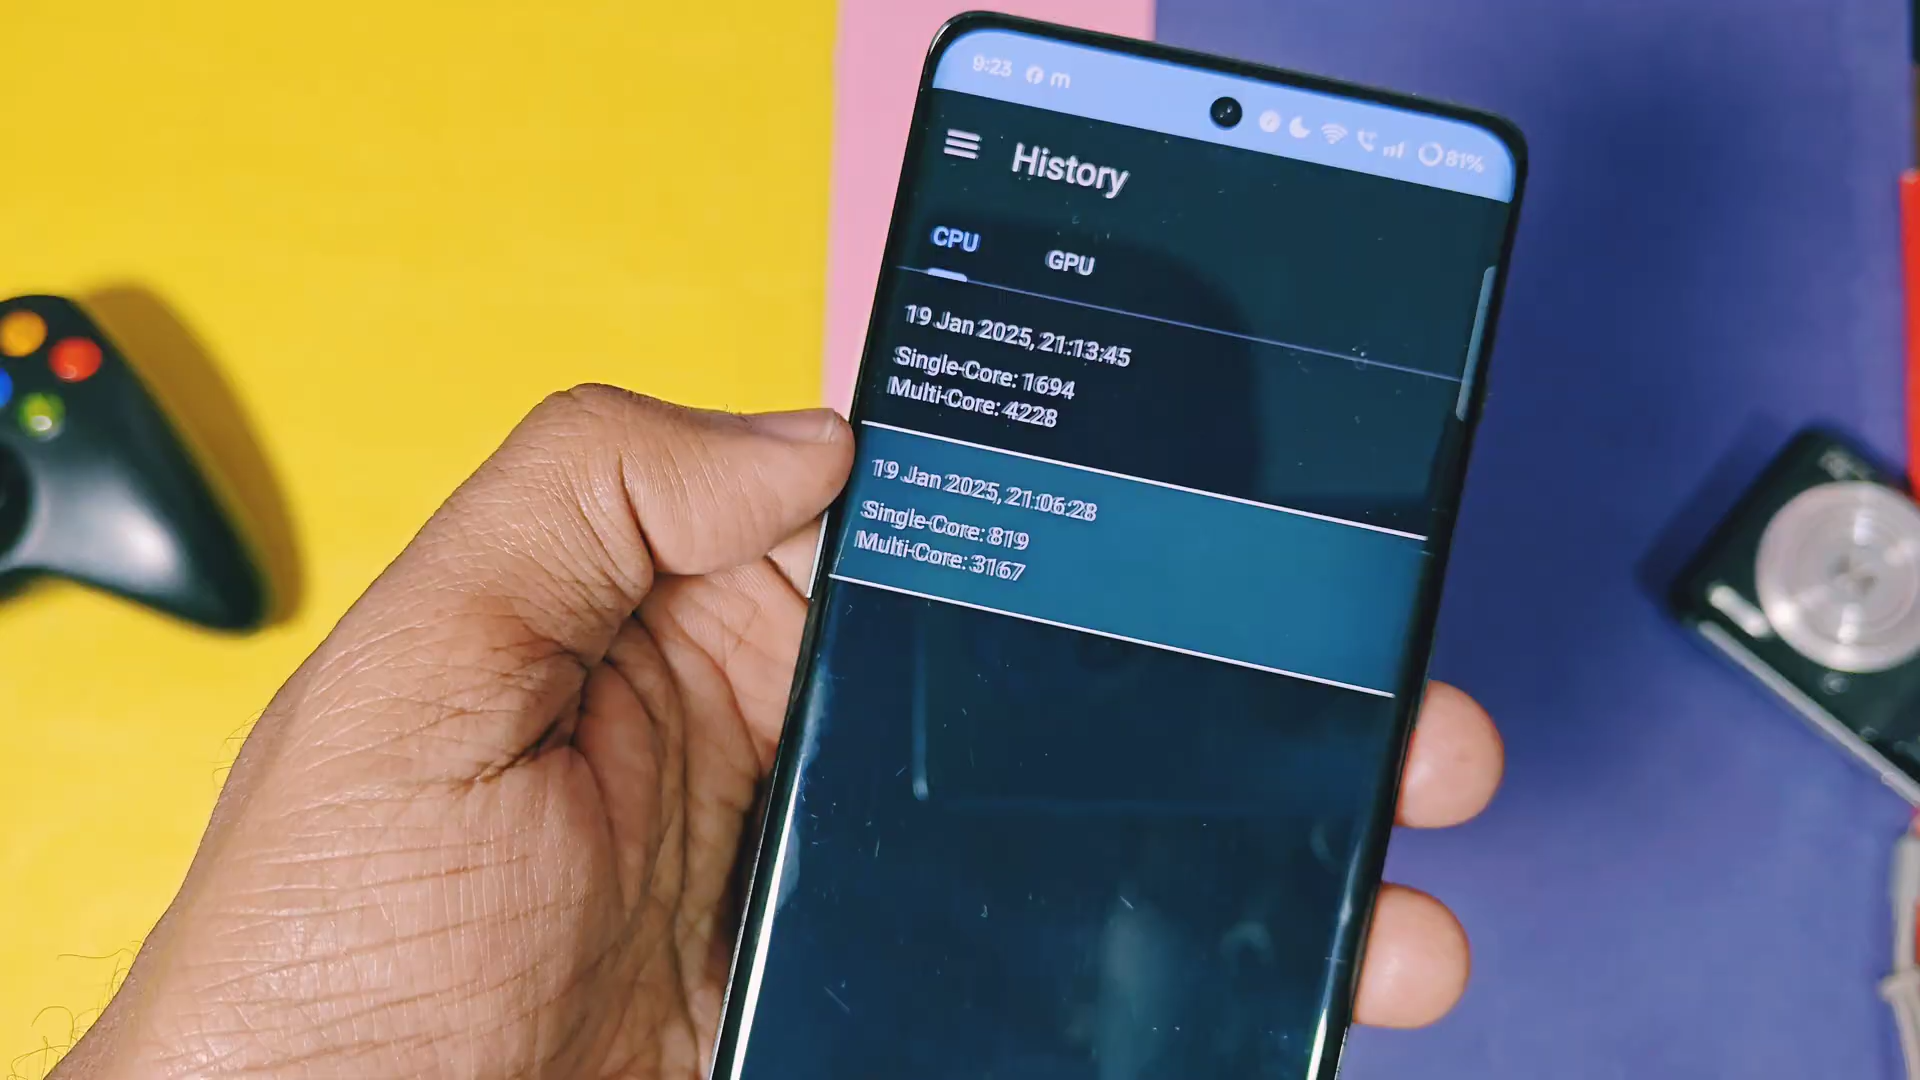 9:23 m 81%
History
CPU GPU
19 Jan 2025, 21:13:45
Single-Core: 1694
Multi-Core: 4228
19 Jan 2025, 21:06:28
Single-Core: 819
Multi-Core: 3167